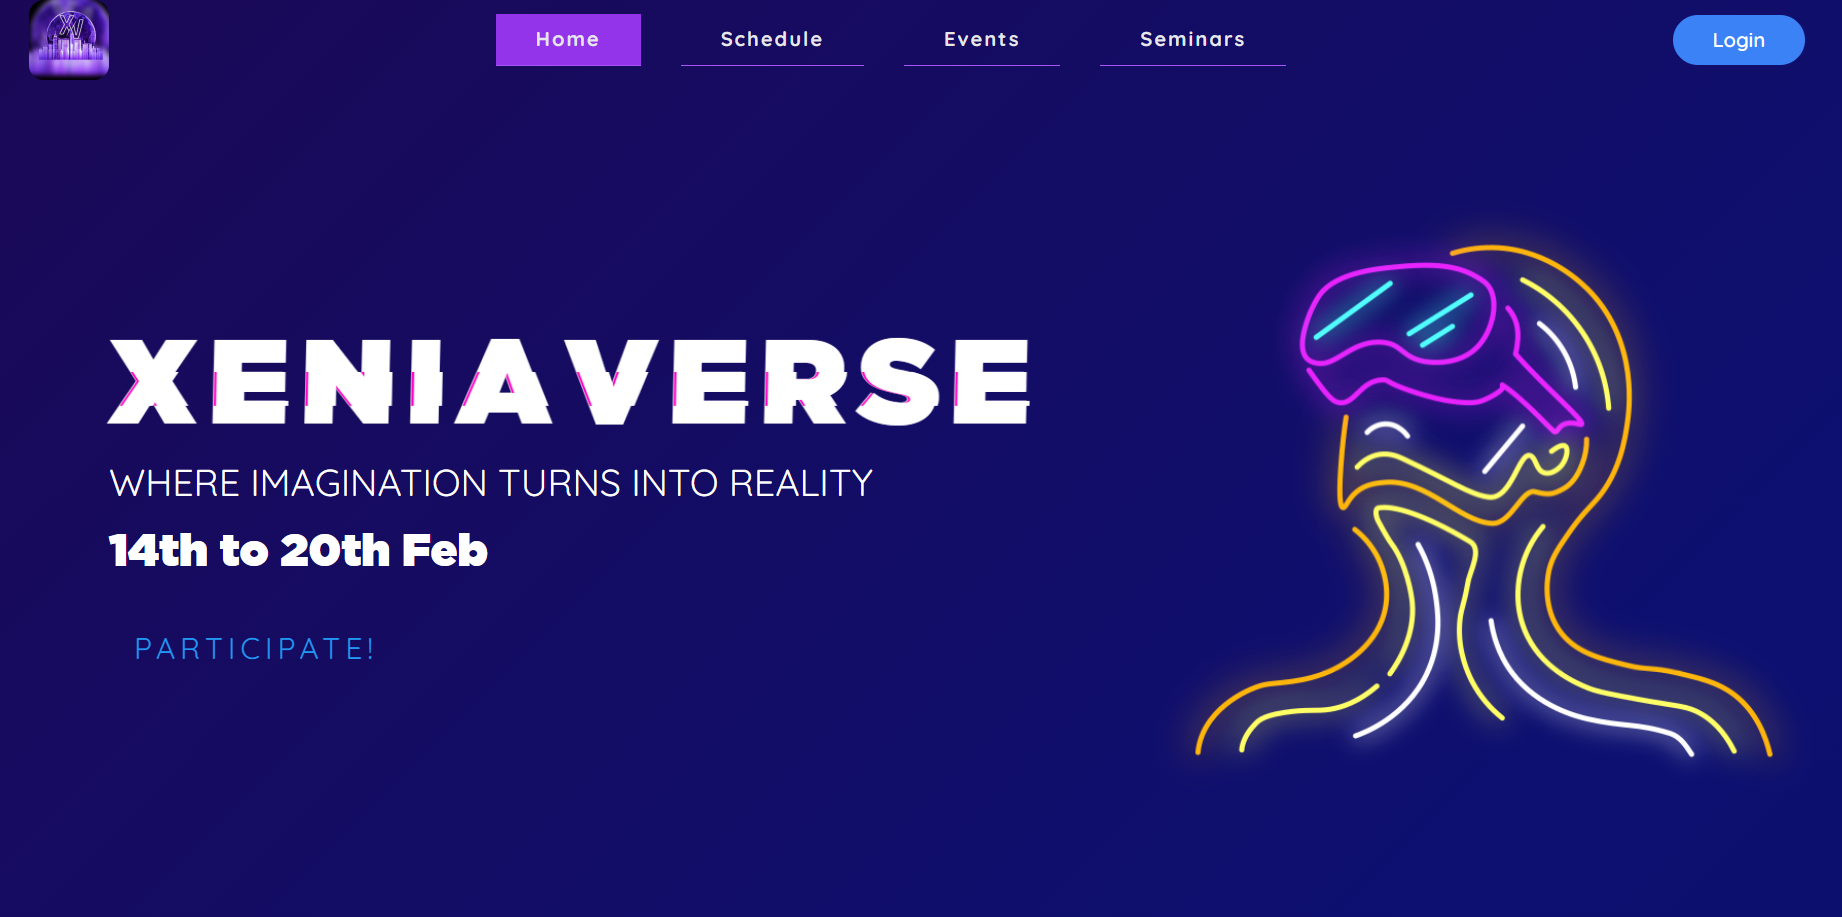 XV
Home
Schedule
Events
Seminars
Login
XENIAVERSE
WHERE IMAGINATION TURNS INTO REALITY
14th to 20th Feb
PARTICIPATE!